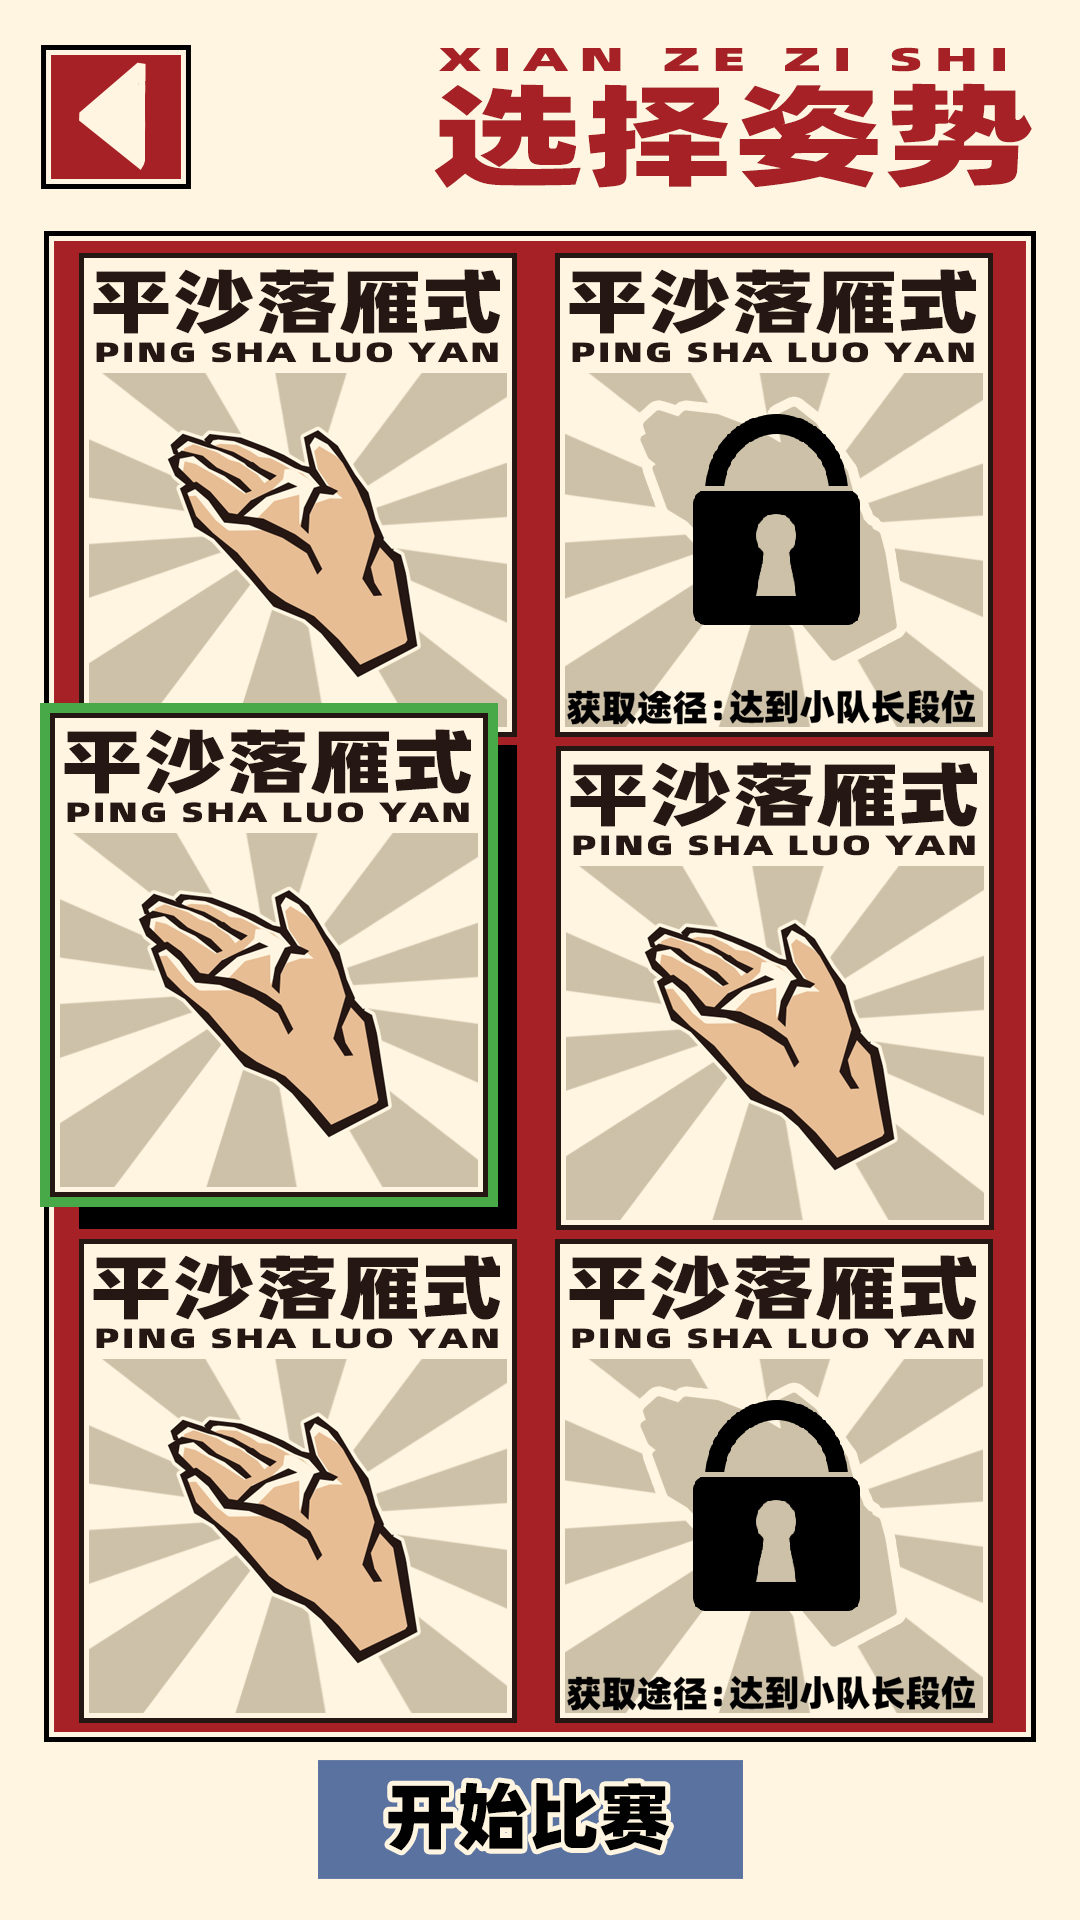 XIAN ZE ZI SHI
选择姿势
平沙落雁式
PING SHA LUO YAN
平沙落雁式
PING SHA LUO YAN
获取途径:达到小队长段位
平沙落雁式
PING SHA LUO YAN
平沙落雁式
PING SHA LUO YAN
平沙落雁式
PING SHA LUO YAN
平沙落雁式
PING SHA LUO YAN
获取途径:达到小队长段位
开始比赛